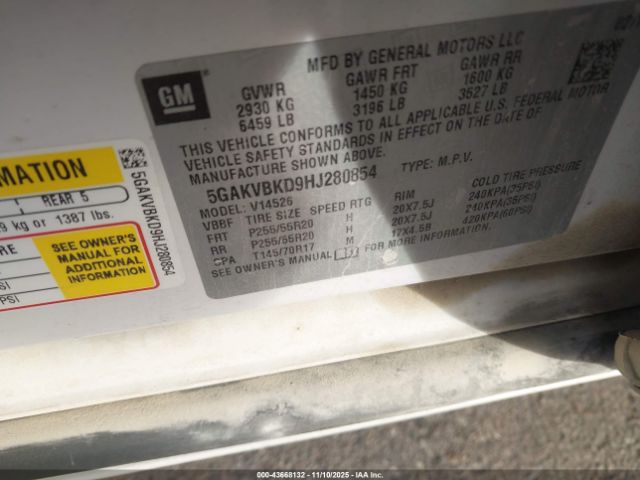 MFD BY GENERAL MOTORS LLC
GM
GVWR GAWR FRT GAWR RR
2930 KG 1450 KG 1600 KG
6459 LB 3196 LB 3527 LB
THIS VEHICLE CONFORMS TO ALL APPLICABLE U.S. FEDERAL MOTOR
VEHICLE SAFETY STANDARDS IN EFFECT ON THE DATE OF
MANUFACTURE SHOWN ABOVE.
5GAKVBKD9HJ280854 TYPE: M.P.V.
MODEL: V14526
VBBF TIRE SIZE SPEED RTG RIM COLD TIRE PRESSURE
FRT P255/55R20 H 20X7.5J 240KPA(35PSI)
RR P255/55R20 H 20X7.5J 240KPA(35PSI)
SPA T145/70R17 M 17X4.5B 420KPA(60PSI)
SEE OWNER'S MANUAL FOR MORE INFORMATION.
MATION
REAR 5
kg or 1387 lbs.
SEE OWNER'S
MANUAL FOR
ADDITIONAL
INFORMATION
PSI
5GAKVBKD9HJ280854
000-43668132 - 11/10/2025 - IAAI.COM